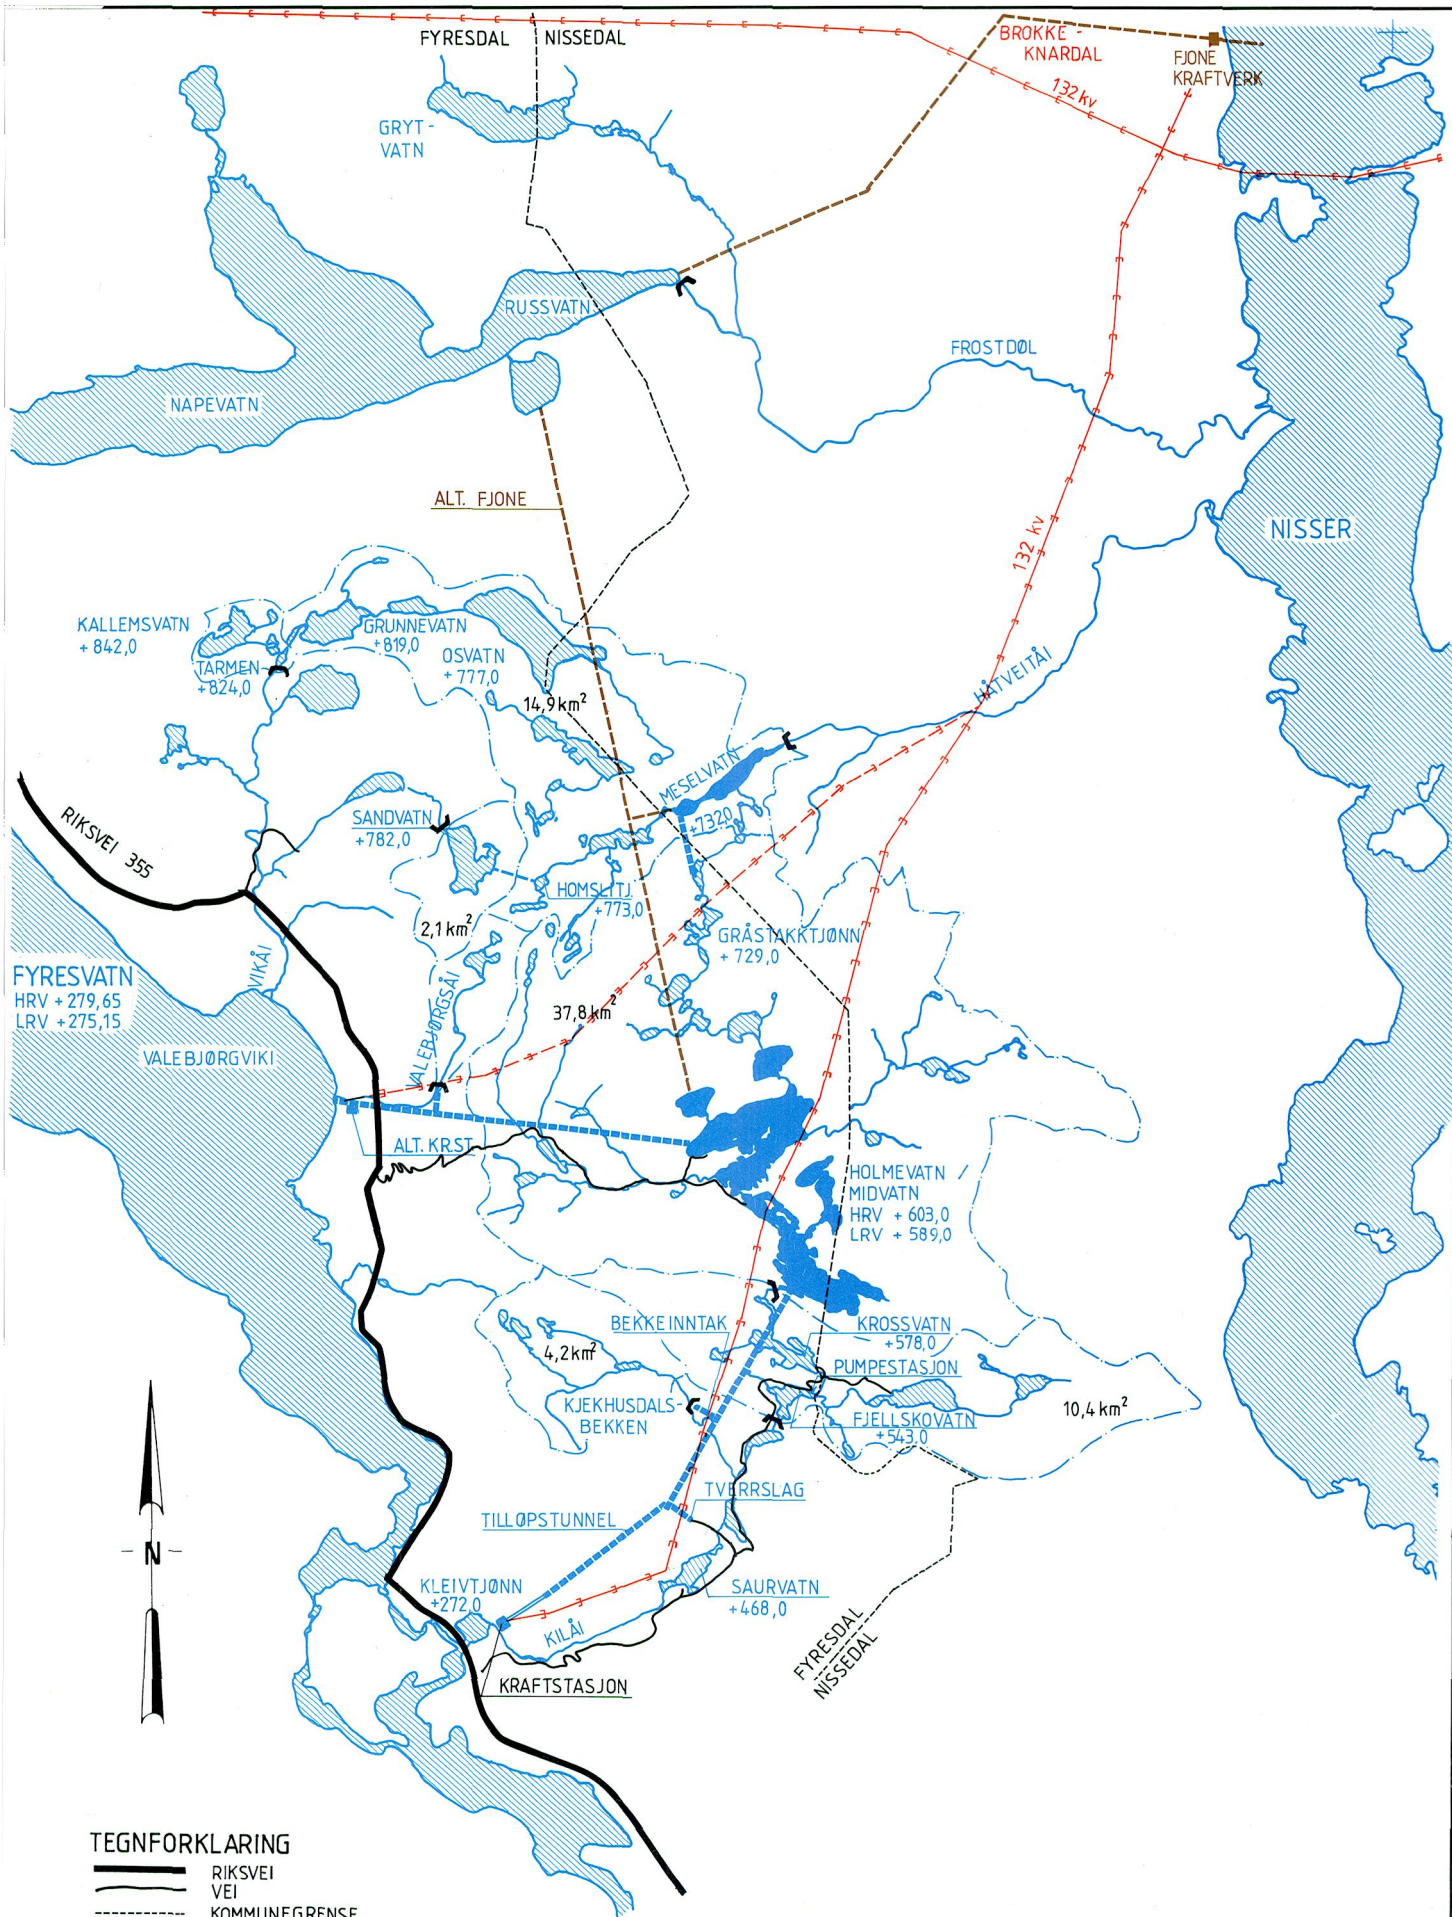 FYRESDAL
NISSEDAL
BROKKE -
KNARDAL
FJONE
KRAFTVERK
132 kv
GRYT -
VATN
RUSSVATN
FROSTDØL
NAPEVATN
ALT. FJONE
132 kv
NISSER
KALLEMSVATN
+ 842,0
GRUNNEVATN
+819,0
OSVATN
+ 777,0
TARMEN
+824,0
14,9 km²
HÅTVEITÅI
MESELVATN
+732,0
RIKSVEI 355
SANDVATN
+782,0
HOMSLITJ.
+773,0
2,1 km²
GRÅSTAKKTJØNN
+ 729,0
VIKÅI
FYRESVATN
HRV +279,65
LRV +275,15
VALEBJØRGSÅI
37,8 km²
VALEBJØRGVIKI
ALT. KR.ST.
HOLMEVATN /
MIDVATN
HRV + 603,0
LRV + 589,0
BEKKEINNTAK
KROSSVATN
+578,0
4,2 km²
PUMPESTASJON
KJEKHUSDALS-
BEKKEN
FJELLSKOVATN
+543,0
10,4 km²
TVERRSLAG
TILLØPSTUNNEL
N
KLEIVTJØNN
+272,0
SAURVATN
+468,0
KILÅI
FYRESDAL
NISSEDAL
KRAFTSTASJON
TEGNFORKLARING
RIKSVEI
VEI
KOMMUNEGRENSE